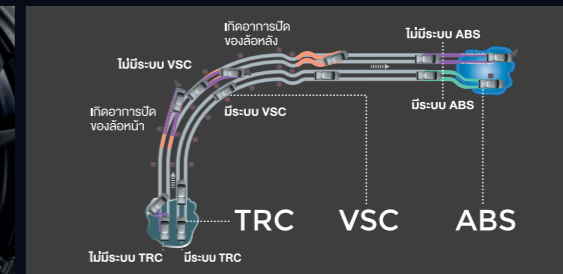 เกิดอาการปัด
ของล้อหลัง
ไม่มีระบบ ABS
ไม่มีระบบ VSC
เกิดอาการปัด
ของล้อหน้า
มีระบบ VSC
มีระบบ ABS
TRC
VSC
ABS
ไม่มีระบบ TRC
มีระบบ TRC